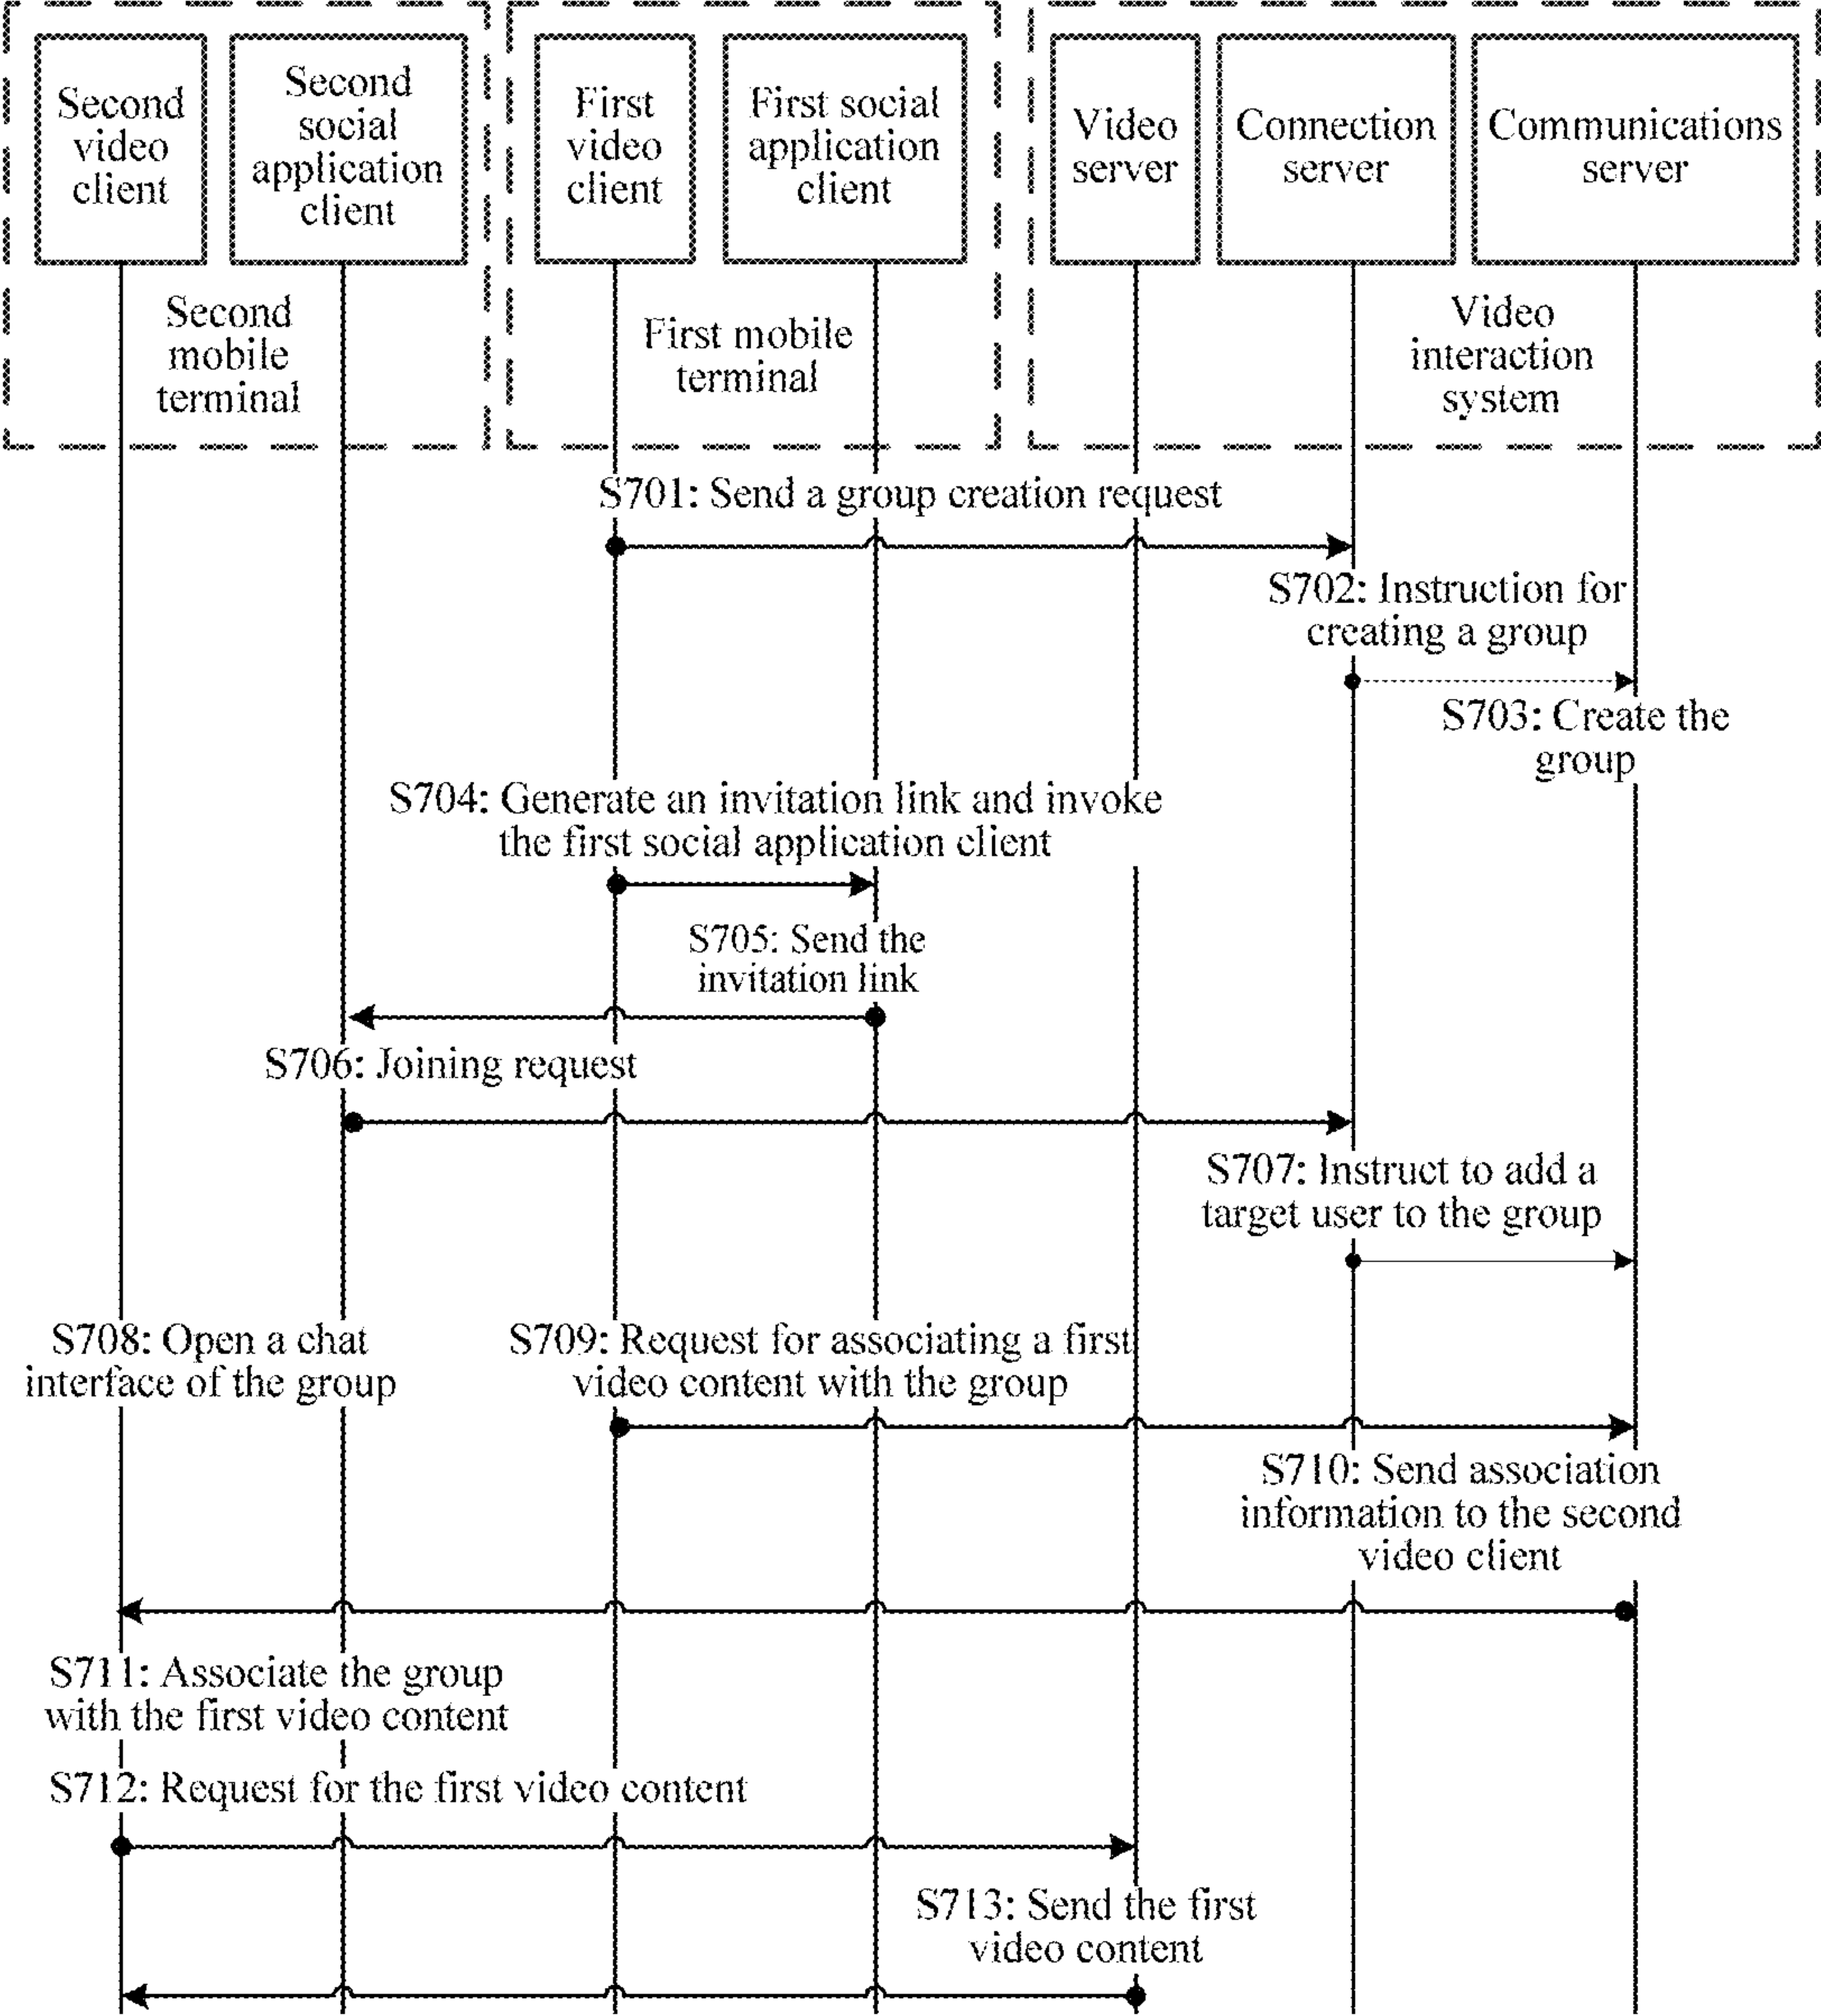 Second
video
client
Second
social
application
client
First
video
client
First social
application
client
Video
server
Connection
server
Communications
server
Second
mobile
terminal
First mobile
terminal
Video
interaction
system
S701: Send a group creation request
S702: Instruction for
creating a group
S703: Create the
group
S704: Generate an invitation link and invoke
the first social application client
S705: Send the
invitation link
S706: Joining request
S707: Instruct to add a
target user to the group
S708: Open a chat
interface of the group
S709: Request for associating a first
video content with the group
S710: Send association
information to the second
video client
S711: Associate the group
with the first video content
S712: Request for the first video content
S713: Send the first
video content